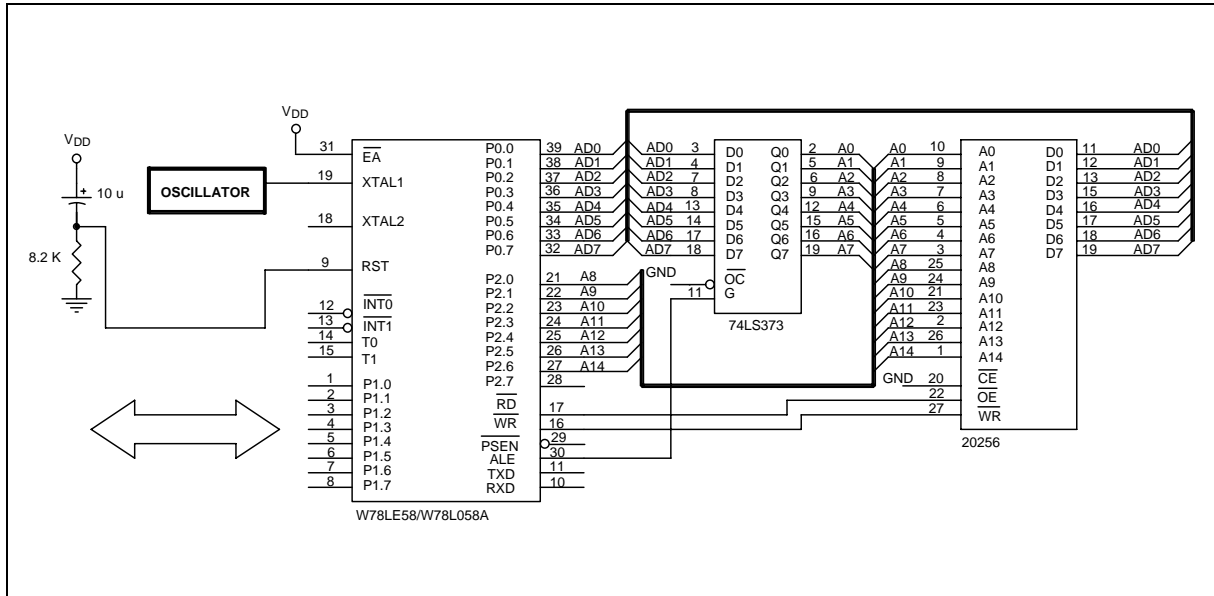 VDD
VDD
10 u
8.2 K
OSCILLATOR
31 EA
19 XTAL1
18 XTAL2
9 RST
12 INT0
13 INT1
14 T0
15 T1
1 P1.0
2 P1.1
3 P1.2
4 P1.3
5 P1.4
6 P1.5
7 P1.6
8 P1.7
P0.0 39 AD0
P0.1 38 AD1
P0.2 37 AD2
P0.3 36 AD3
P0.4 35 AD4
P0.5 34 AD5
P0.6 33 AD6
P0.7 32 AD7
P2.0 21 A8
P2.1 22 A9
P2.2 23 A10
P2.3 24 A11
P2.4 25 A12
P2.5 26 A13
P2.6 27 A14
P2.7 28
RD 17
WR 16
PSEN 29
ALE 30
TXD 11
RXD 10
W78LE58/W78L058A
AD0 3 D0 Q0 2 A0
AD1 4 D1 Q1 5 A1
AD2 7 D2 Q2 6 A2
AD3 8 D3 Q3 9 A3
AD4 13 D4 Q4 12 A4
AD5 14 D5 Q5 15 A5
AD6 17 D6 Q6 16 A6
AD7 18 D7 Q7 19 A7
GND OC
11 G
74LS373
A0 10 A0 D0 11 AD0
A1 9 A1 D1 12 AD1
A2 8 A2 D2 13 AD2
A3 7 A3 D3 15 AD3
A4 6 A4 D4 16 AD4
A5 5 A5 D5 17 AD5
A6 4 A6 D6 18 AD6
A7 3 A7 D7 19 AD7
A8 25 A8
A9 24 A9
A10 21 A10
A11 23 A11
A12 2 A12
A13 26 A13
A14 1 A14
GND 20 CE
22 OE
27 WR
20256